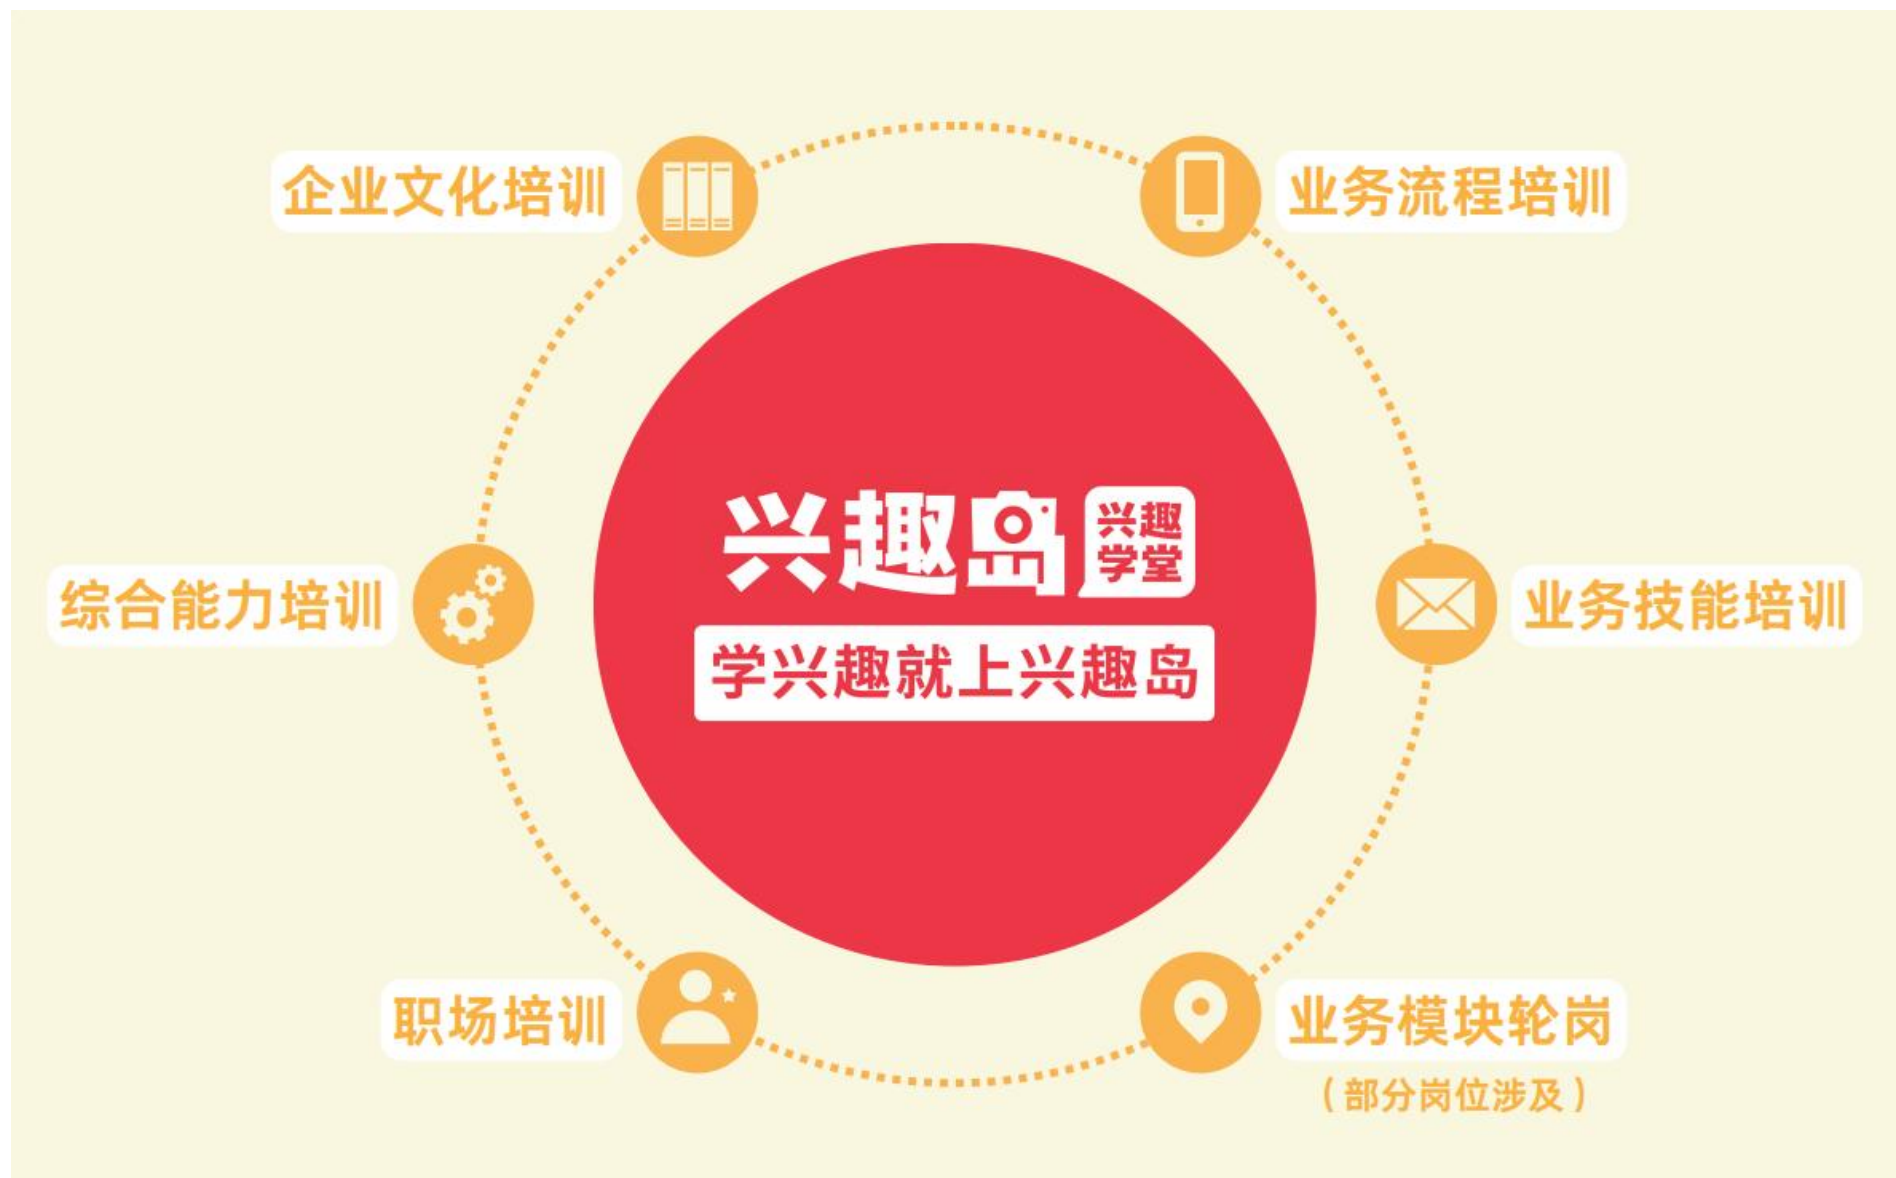 企业文化培训
业务流程培训
兴趣岛
兴趣
学堂
学兴趣就上兴趣岛
综合能力培训
业务技能培训
职场培训
业务模块轮岗
（部分岗位涉及）